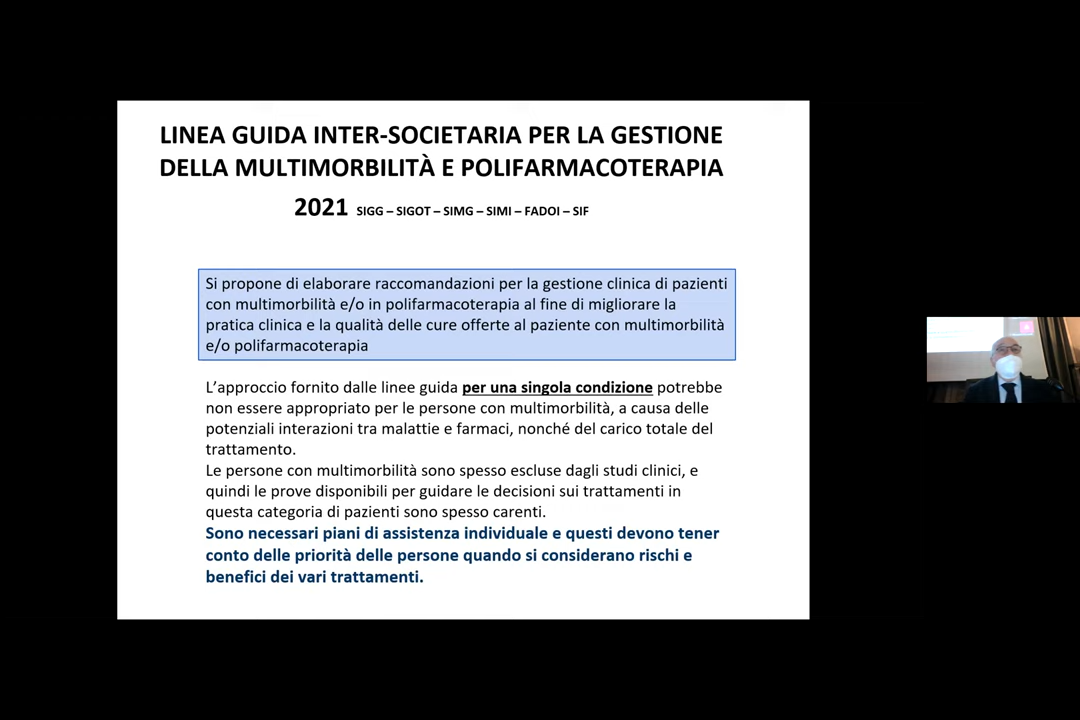 LINEA GUIDA INTER-SOCIETARIA PER LA GESTIONE
DELLA MULTIMORBILITÀ E POLIFARMACOTERAPIA
2021 SIGG – SIGOT – SIMG – SIMI – FADOI – SIF
Si propone di elaborare raccomandazioni per la gestione clinica di pazienti
con multimorbilità e/o in polifarmacoterapia al fine di migliorare la
pratica clinica e la qualità delle cure offerte al paziente con multimorbilità
e/o polifarmacoterapia
L’approccio fornito dalle linee guida per una singola condizione potrebbe
non essere appropriato per le persone con multimorbilità, a causa delle
potenziali interazioni tra malattie e farmaci, nonché del carico totale del
trattamento.
Le persone con multimorbilità sono spesso escluse dagli studi clinici, e
quindi le prove disponibili per guidare le decisioni sui trattamenti in
questa categoria di pazienti sono spesso carenti.
Sono necessari piani di assistenza individuale e questi devono tener
conto delle priorità delle persone quando si considerano rischi e
benefici dei vari trattamenti.